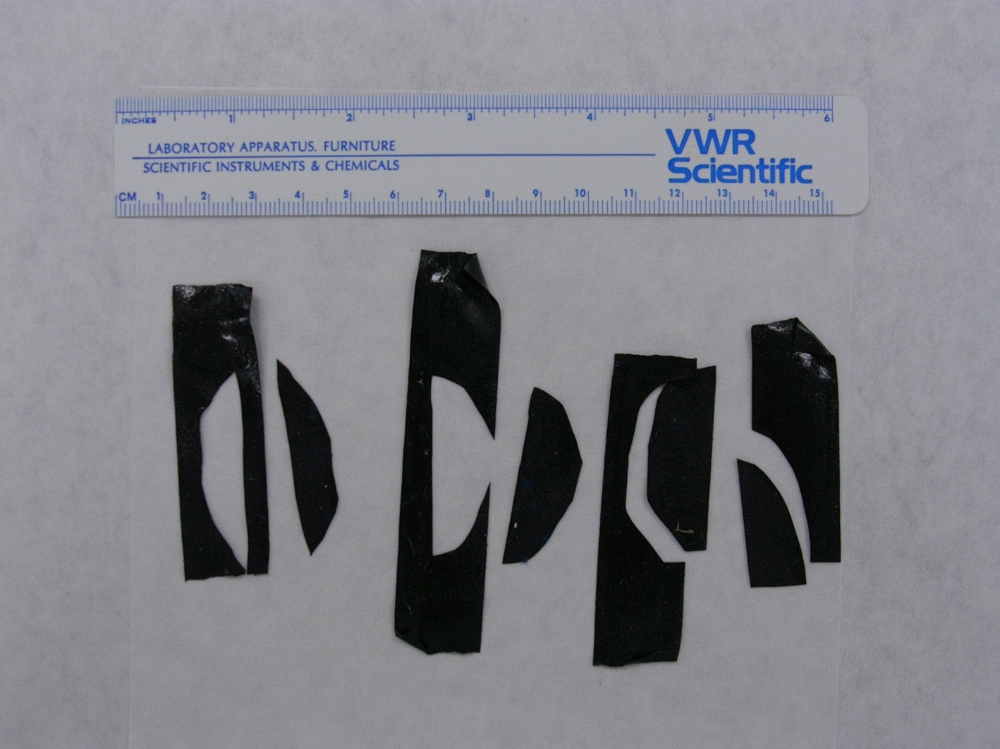 INCHES 1 2 3 4 5 6
LABORATORY APPARATUS. FURNITURE
SCIENTIFIC INSTRUMENTS & CHEMICALS
VWR
Scientific
CM 1 2 3 4 5 6 7 8 9 10 11 12 13 14 15